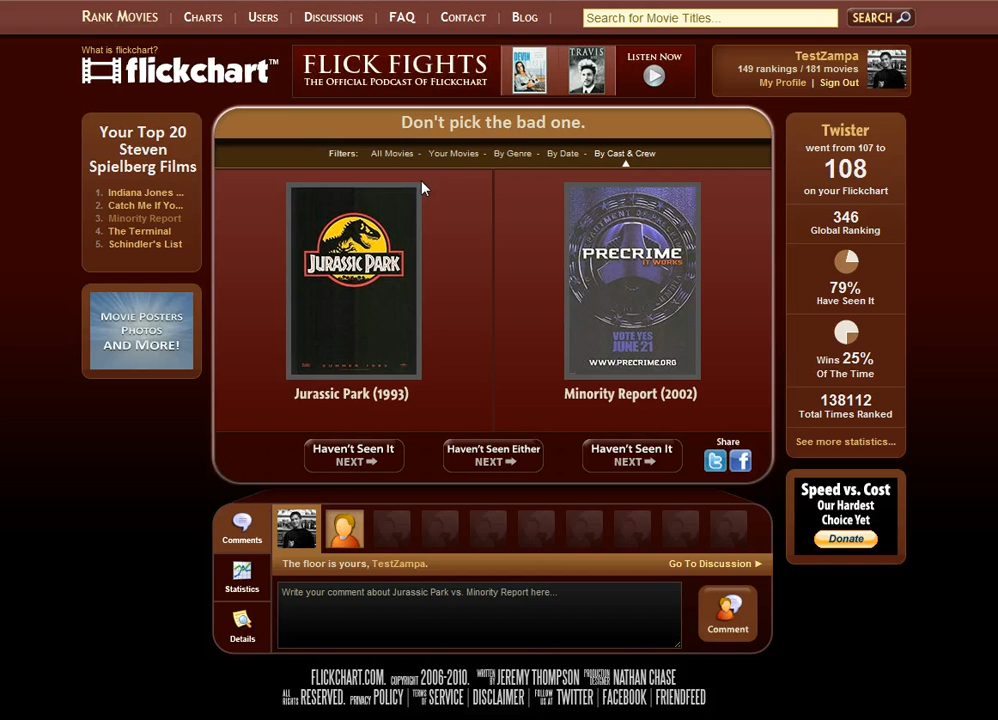 Rank Movies | Charts | Users | Discussions | FAQ | Contact | Blog |
Search for Movie Titles...
SEARCH
What is flickchart?
flickchart™
FLICK FIGHTS
THE OFFICIAL PODCAST OF FLICKCHART
DEVIN
TRAVIS
LISTEN NOW
TestZampa
149 rankings / 181 movies
My Profile | Sign Out
Your Top 20
Steven
Spielberg Films
1. Indiana Jones ...
2. Catch Me If Yo...
3. Minority Report
4. The Terminal
5. Schindler's List
MOVIE POSTERS
PHOTOS
AND MORE!
Don't pick the bad one.
Filters: All Movies - Your Movies - By Genre - By Date - By Cast & Crew
JURASSIC PARK
SUMMER 1993
Jurassic Park (1993)
DEPARTMENT OF PRECRIME
PRECRIME
IT WORKS
VOTE YES
JUNE 21
WWW.PRECRIME.ORG
Minority Report (2002)
Haven't Seen It
NEXT
Haven't Seen Either
NEXT
Haven't Seen It
NEXT
Share
Twister
went from 107 to
108
on your Flickchart
346
Global Ranking
79%
Have Seen It
Wins 25%
Of The Time
138112
Total Times Ranked
See more statistics...
Speed vs. Cost
Our Hardest
Choice Yet
Donate
Comments
Statistics
Details
The floor is yours, TestZampa.
Go To Discussion
Write your comment about Jurassic Park vs. Minority Report here...
Comment
FLICKCHART.COM. COPYRIGHT 2006-2010. WRITTEN BY JEREMY THOMPSON PRODUCTION DESIGNER NATHAN CHASE
ALL RIGHTS RESERVED. PRIVACY POLICY | TERMS OF SERVICE | DISCLAIMER | FOLLOW US AT TWITTER | FACEBOOK | FRIENDFEED